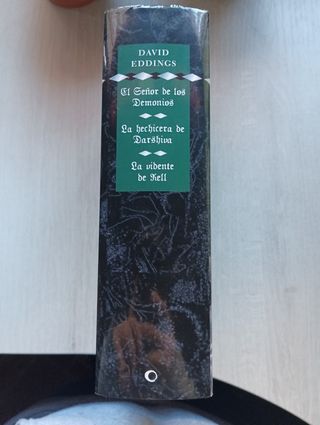 DAVID
EDDINGS
El Señor de los
Demonios
La hechicera de
Darshiva
La vidente
de Kell